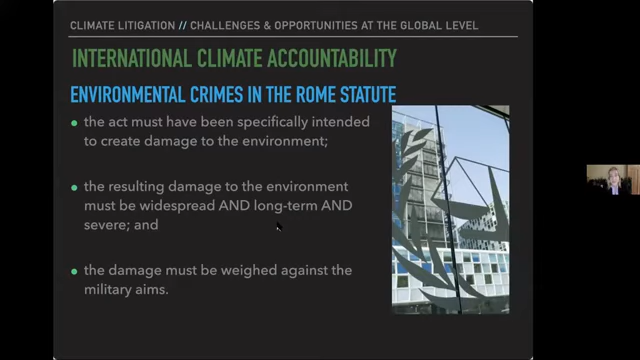 CLIMATE LITIGATION // CHALLENGES & OPPORTUNITIES AT THE GLOBAL LEVEL
INTERNATIONAL CLIMATE ACCOUNTABILITY
ENVIRONMENTAL CRIMES IN THE ROME STATUTE
• the act must have been specifically intended
to create damage to the environment;
• the resulting damage to the environment
must be widespread AND long-term AND
severe; and
• the damage must be weighed against the
military aims.